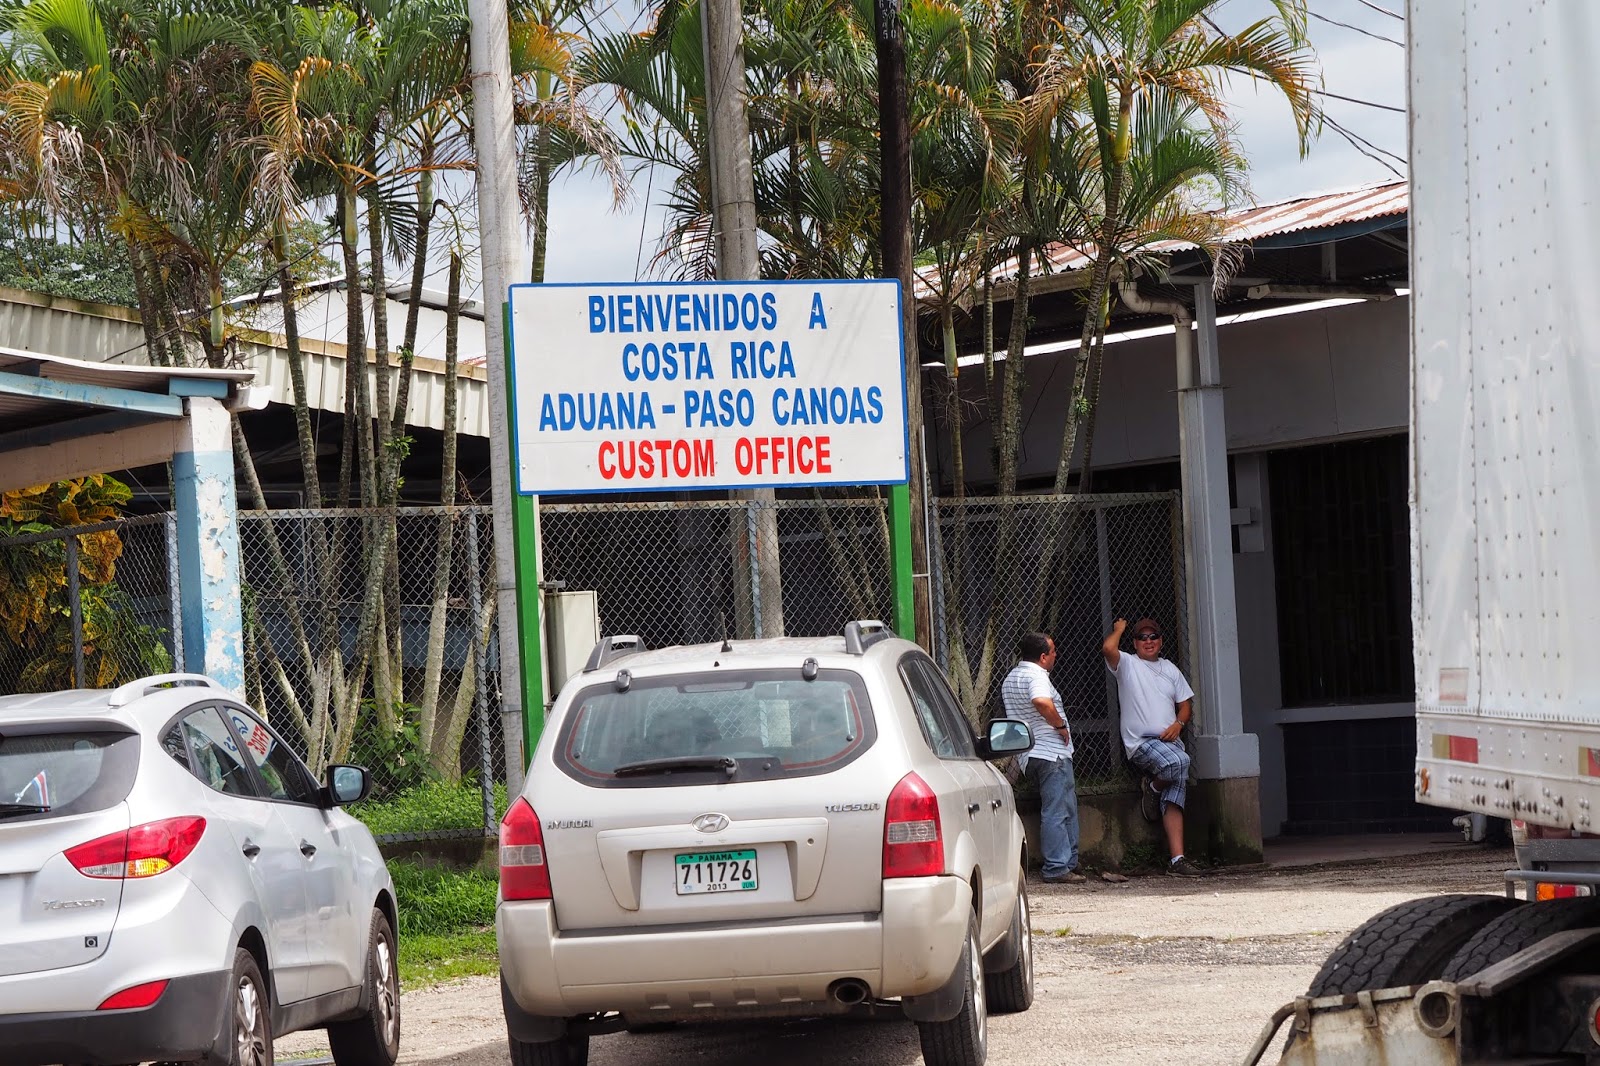 BIENVENIDOS A
COSTA RICA
ADUANA - PASO CANOAS
CUSTOM OFFICE
HYUNDAI
TUCSON
PANAMA
711726
2013 JUN
Tucson